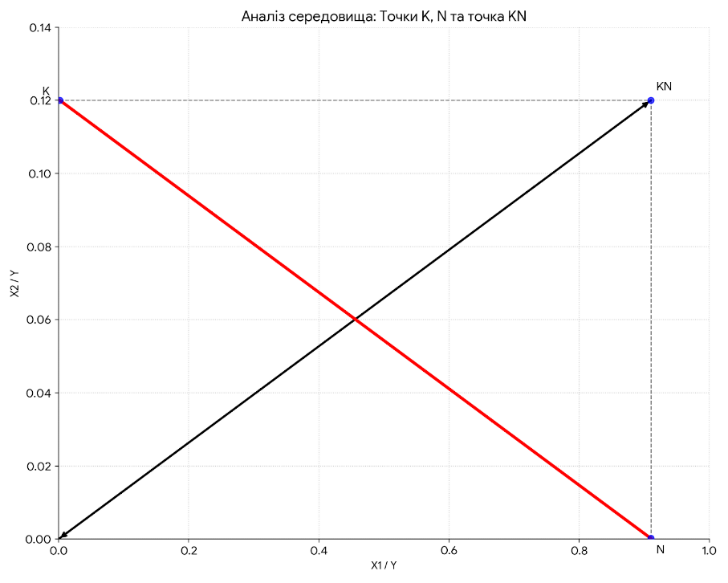 Аналіз середовища: Точки K, N та точка KN
0.14
K
KN
0.12
0.10
0.08
X2 / Y
0.06
0.04
0.02
0.00
N
0.0 0.2 0.4 0.6 0.8 1.0
X1 / Y